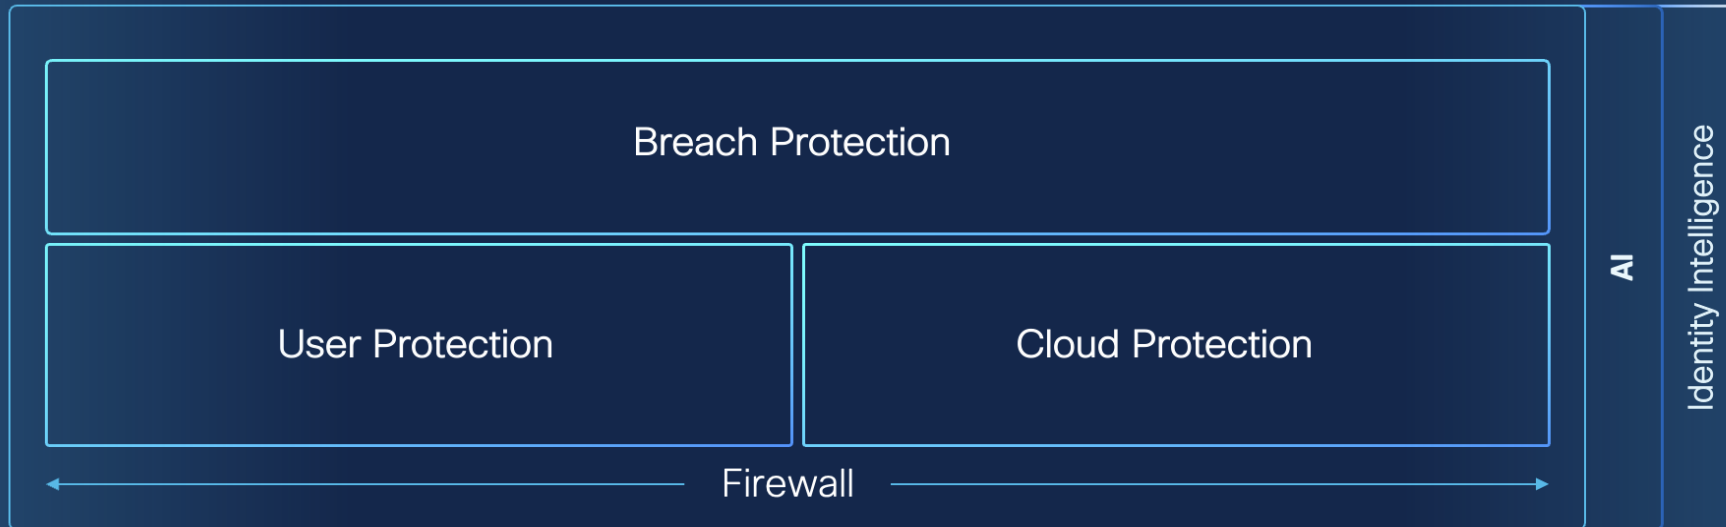 Breach Protection
User Protection
Cloud Protection
Firewall
AI
Identity Intelligence